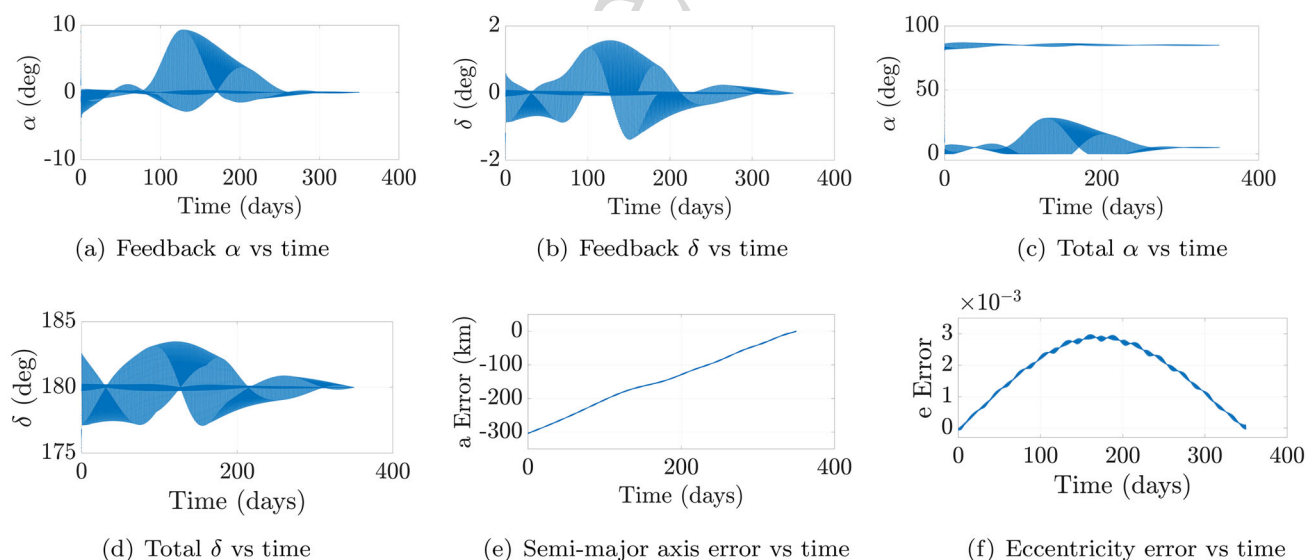 10
0
-10
α (deg)
0 100 200 300 400
Time (days)
(a) Feedback α vs time
2
0
-2
δ (deg)
0 100 200 300 400
Time (days)
(b) Feedback δ vs time
100
50
0
α (deg)
0 200 400
Time (days)
(c) Total α vs time
185
180
175
δ (deg)
0 200 400
Time (days)
(d) Total δ vs time
0
-100
-200
-300
a Error (km)
0 200 400
Time (days)
(e) Semi-major axis error vs time
×10⁻³
3
2
1
0
e Error
0 100 200 300 400
Time (days)
(f) Eccentricity error vs time